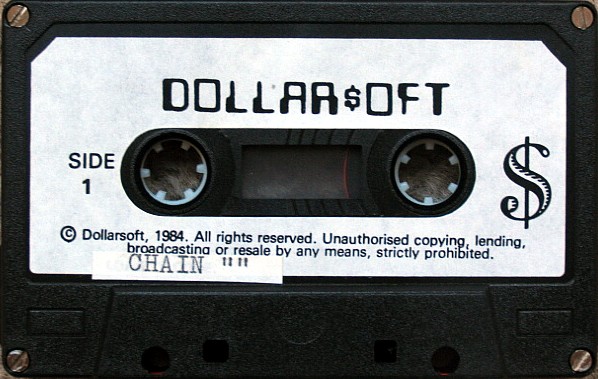 DOLLAR$OFT
SIDE
1
$
© Dollarsoft, 1984. All rights reserved. Unauthorised copying, lending,
broadcasting or resale by any means, strictly prohibited.
CHAIN ""